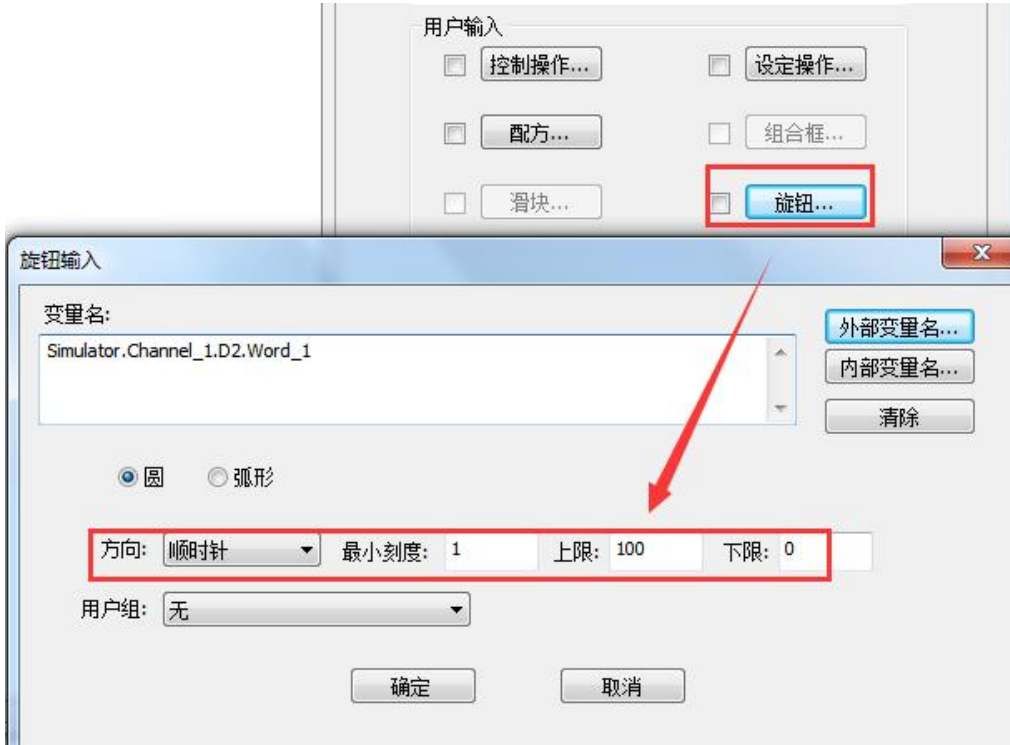 用户输入
控制操作... 设定操作...
配方... 组合框...
滑块... 旋钮...
旋钮输入
变量名:
Simulator.Channel_1.D2.Word_1
外部变量名...
内部变量名...
清除
圆 弧形
方向: 顺时针 最小刻度: 1 上限: 100 下限: 0
用户组: 无
确定 取消